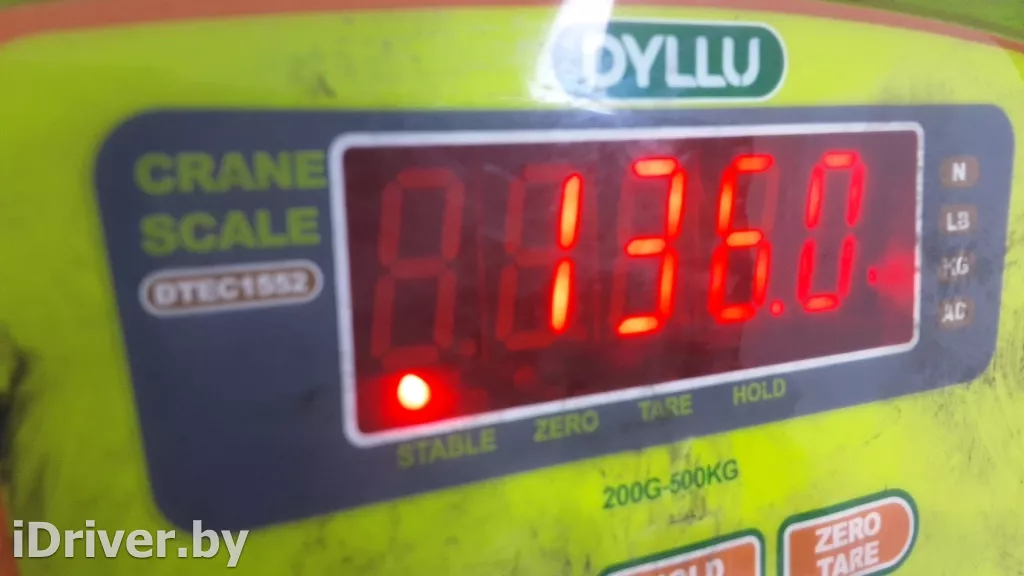 DYLLU
CRANE
SCALE
DTEC1552
136.0
N
LB
KG
AC
STABLE ZERO TARE HOLD
200G-500KG
HOLD
ZERO
TARE
iDriver.by